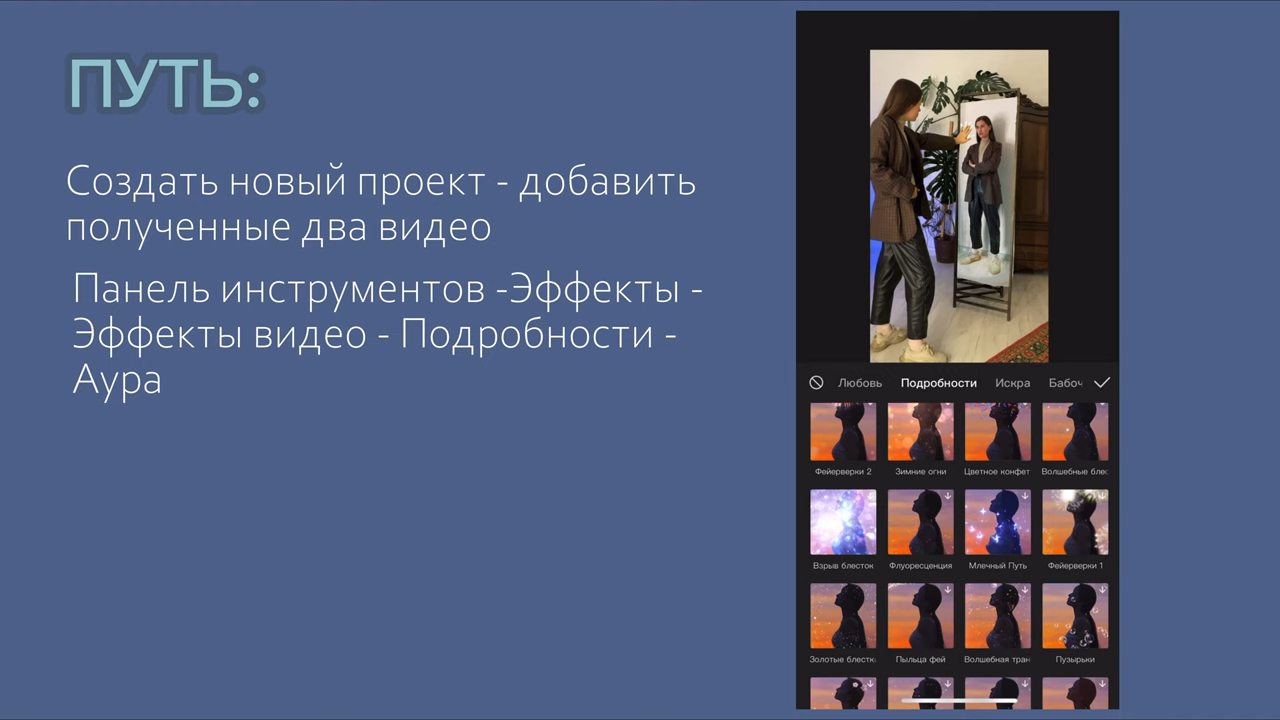 ПУТЬ:
Создать новый проект - добавить
полученные два видео
Панель инструментов -Эффекты -
Эффекты видео - Подробности -
Аура
Любовь Подробности Искра Бабоч
Фейерверки 2 Зимние огни Цветное конфет Волшебные блес
Взрыв блесток Флуоресценция Млечный Путь Фейерверки 1
Золотые блестка Пыльца фей Волшебная тран Пузырьки